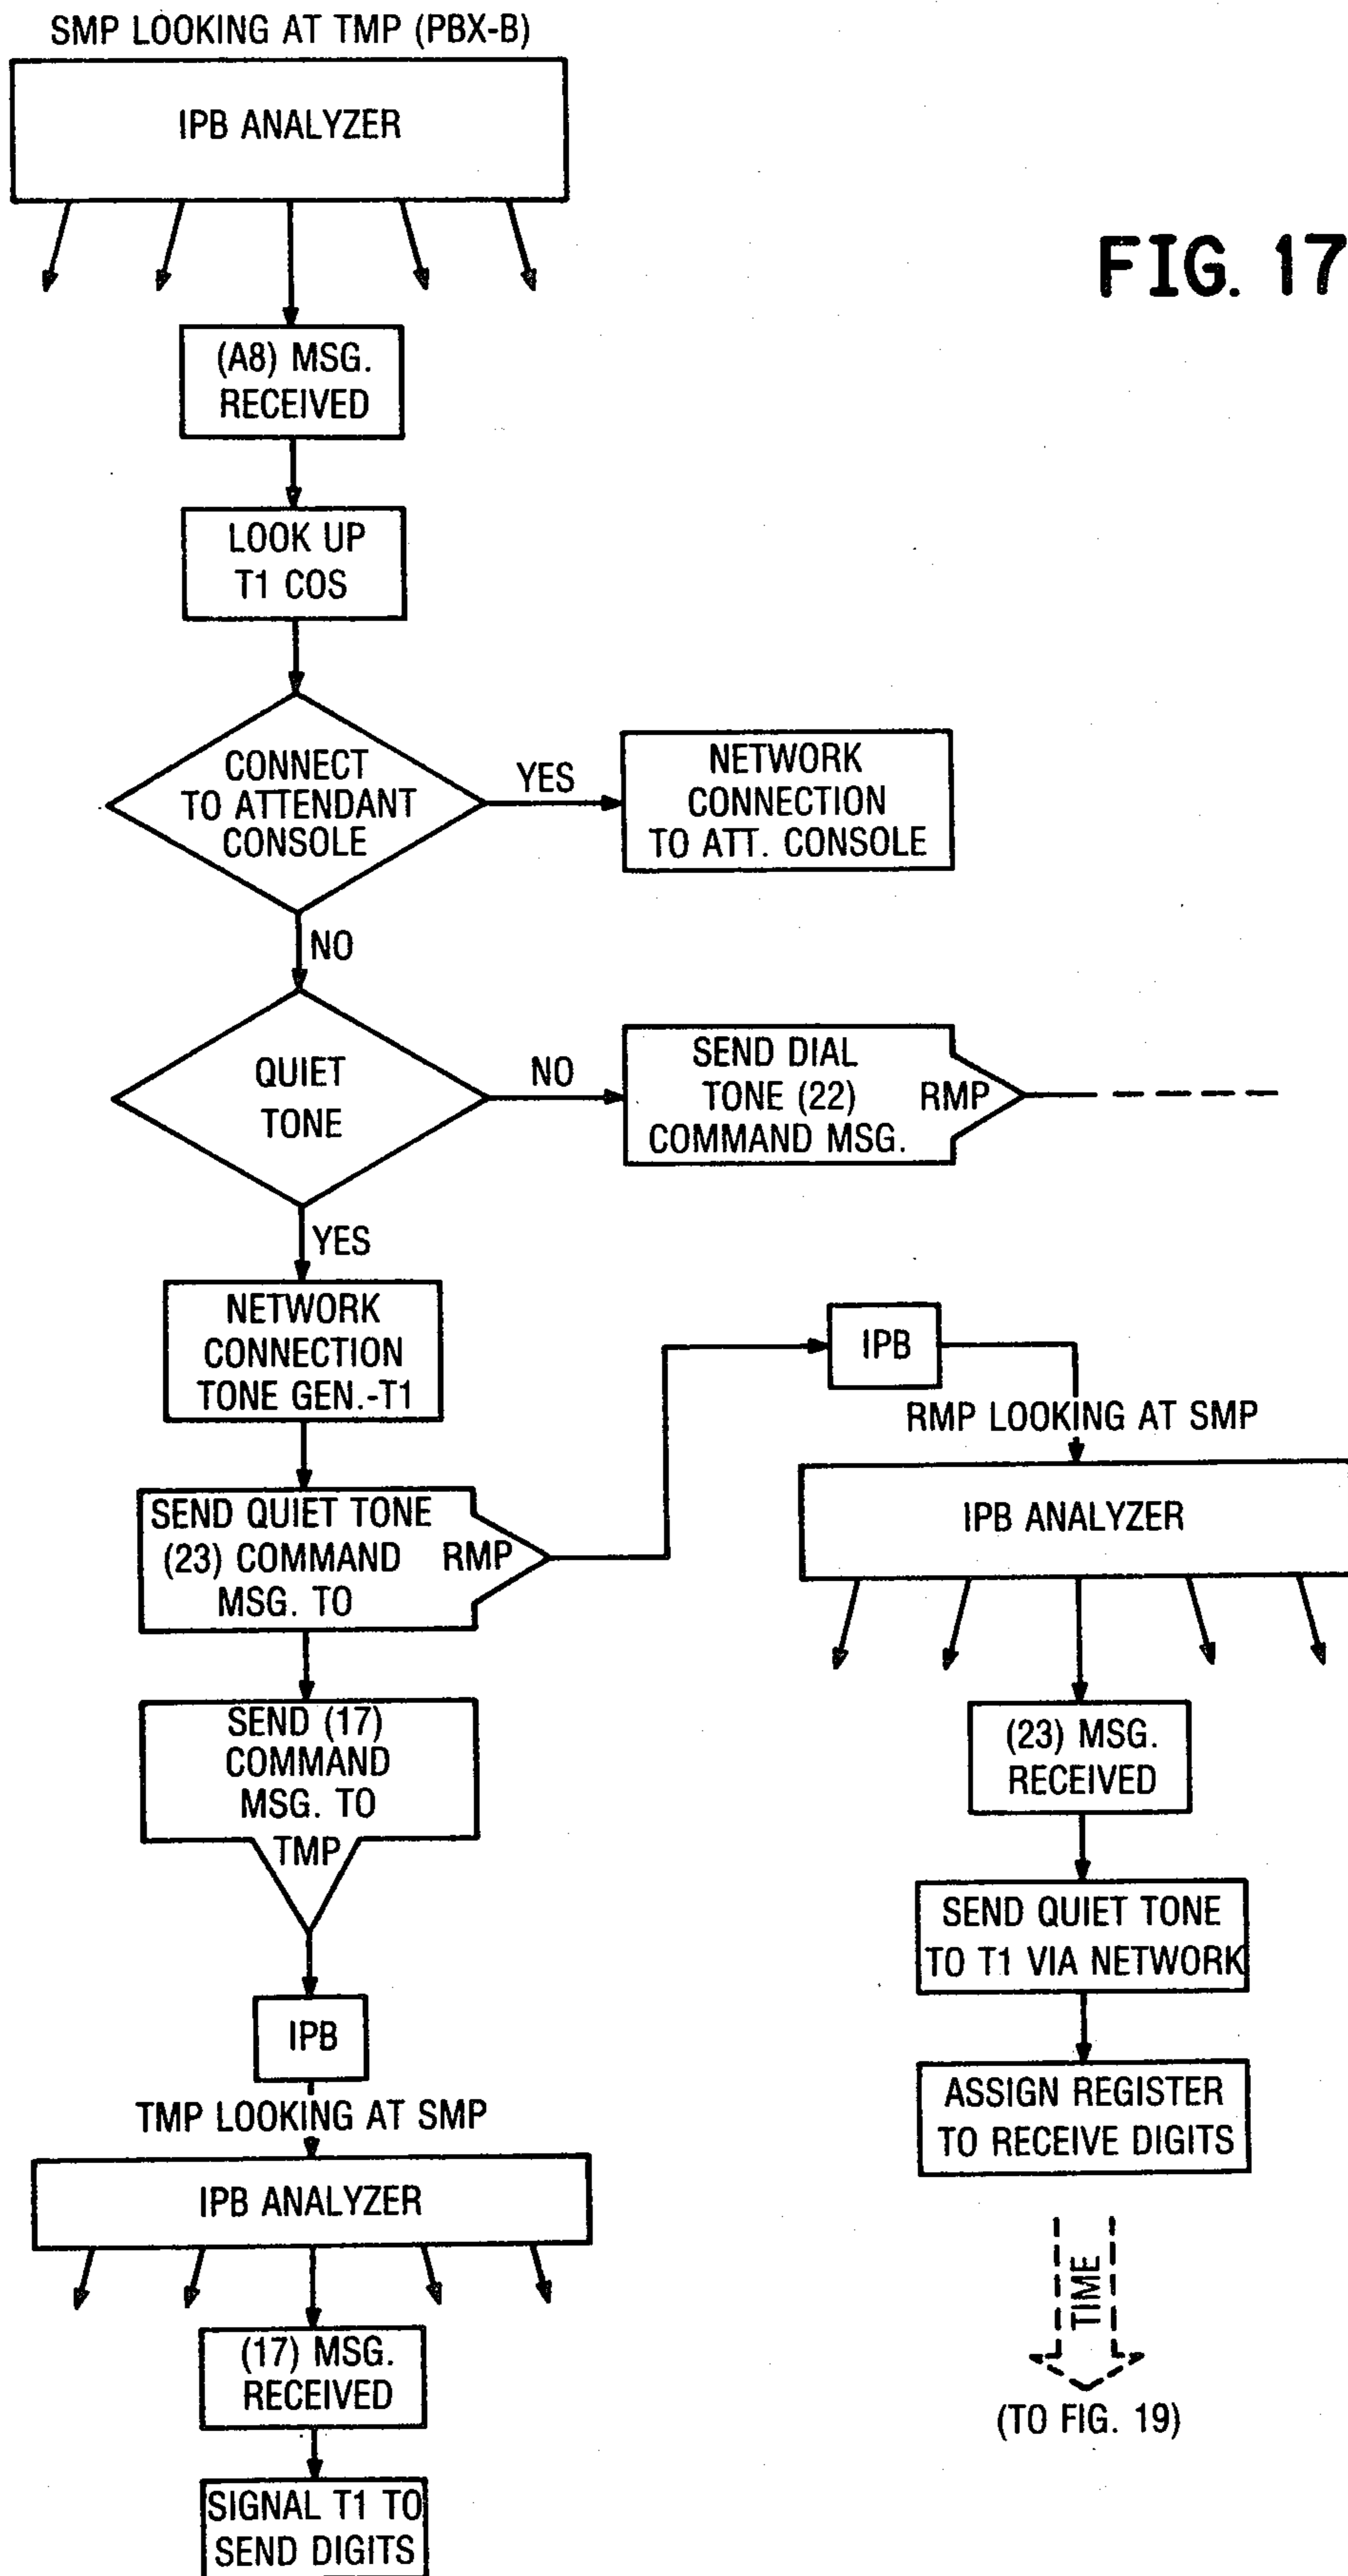 SMP LOOKING AT TMP (PBX-B)
IPB ANALYZER
FIG. 17
(A8) MSG.
RECEIVED
LOOK UP
T1 COS
CONNECT
TO ATTENDANT
CONSOLE
YES
NETWORK
CONNECTION
TO ATT. CONSOLE
NO
QUIET
TONE
NO
SEND DIAL
TONE (22)
COMMAND MSG.
RMP
YES
NETWORK
CONNECTION
TONE GEN.-T1
SEND QUIET TONE
(23) COMMAND
MSG. TO
RMP
SEND (17)
COMMAND
MSG. TO
TMP
IPB
TMP LOOKING AT SMP
IPB ANALYZER
(17) MSG.
RECEIVED
SIGNAL T1 TO
SEND DIGITS
IPB
RMP LOOKING AT SMP
IPB ANALYZER
(23) MSG.
RECEIVED
SEND QUIET TONE
TO T1 VIA NETWORK
ASSIGN REGISTER
TO RECEIVE DIGITS
TIME
(TO FIG. 19)